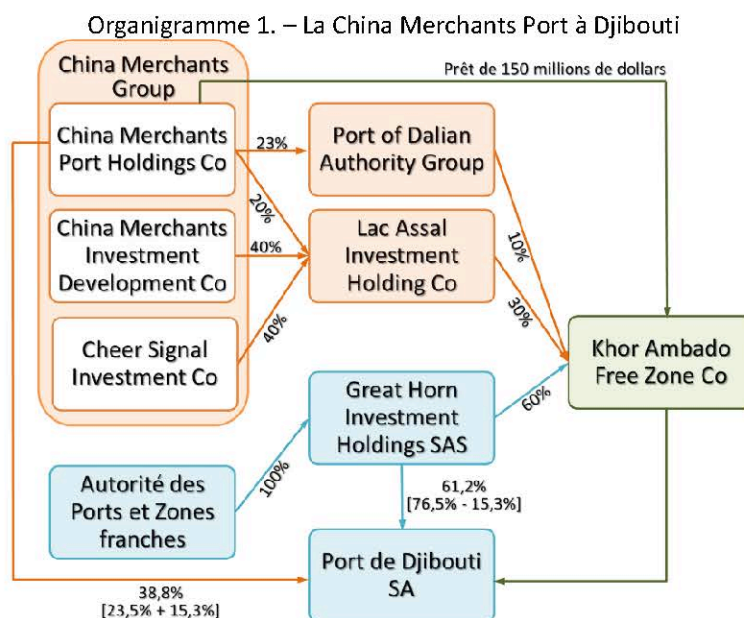 Organigramme 1. – La China Merchants Port à Djibouti
China Merchants
Group
Prêt de 150 millions de dollars
China Merchants
Port Holdings Co
23%
Port of Dalian
Authority Group
20%
China Merchants
Investment
Development Co
40%
Lac Assal
Investment
Holding Co
10%
30%
Cheer Signal
Investment Co
40%
Khor Ambado
Free Zone Co
Great Horn
Investment
Holdings SAS
60%
Autorité des
Ports et Zones
franches
100%
61,2%
[76,5% - 15,3%]
Port de Djibouti
SA
38,8%
[23,5% + 15,3%]